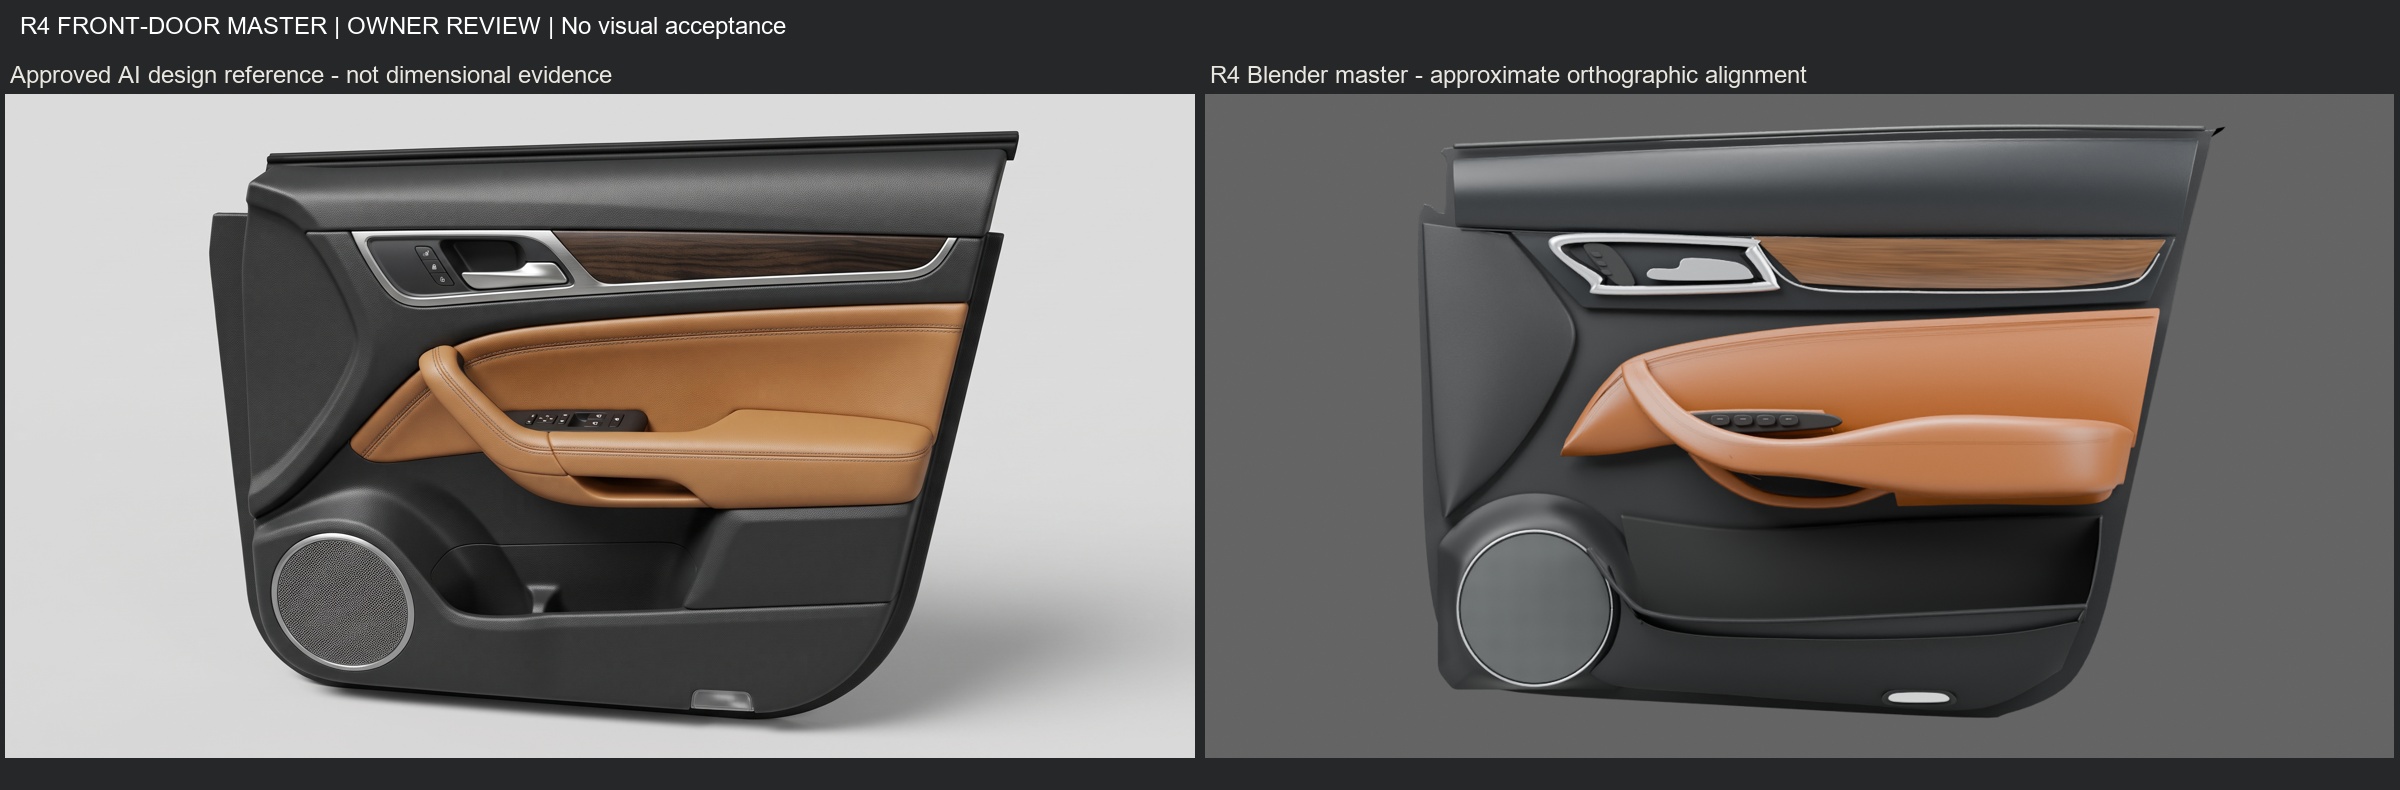 R4 FRONT-DOOR MASTER | OWNER REVIEW | No visual acceptance
Approved AI design reference - not dimensional evidence
R4 Blender master - approximate orthographic alignment